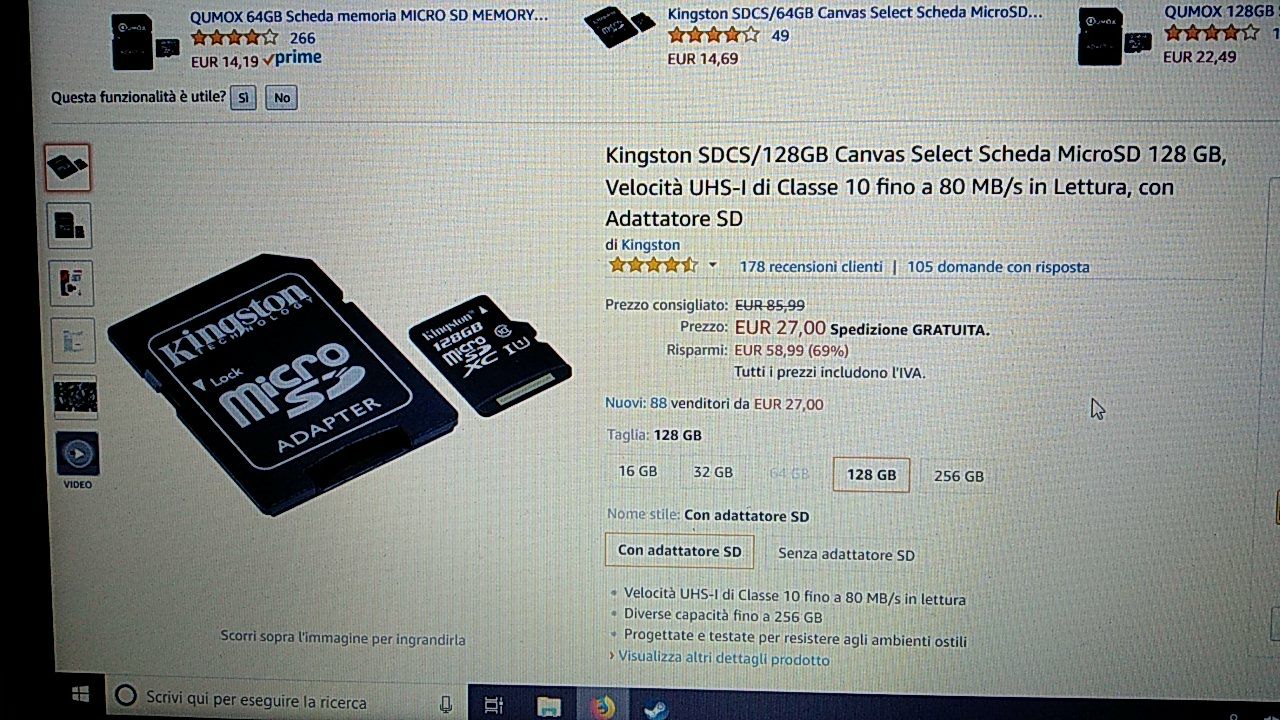 QUMOX 64GB Scheda memoria MICRO SD MEMORY...
266
EUR 14,19 prime
Kingston SDCS/64GB Canvas Select Scheda MicroSD...
49
EUR 14,69
QUMOX 128GB
EUR 22,49
Questa funzionalità è utile? Sì No
Kingston SDCS/128GB Canvas Select Scheda MicroSD 128 GB,
Velocità UHS-I di Classe 10 fino a 80 MB/s in Lettura, con
Adattatore SD
di Kingston
178 recensioni clienti | 105 domande con risposta
Prezzo consigliato: EUR 85,99
Prezzo: EUR 27,00 Spedizione GRATUITA.
Risparmi: EUR 58,99 (69%)
Tutti i prezzi includono l'IVA.
Nuovi: 88 venditori da EUR 27,00
Taglia: 128 GB
16 GB 32 GB 64 GB 128 GB 256 GB
Nome stile: Con adattatore SD
Con adattatore SD Senza adattatore SD
• Velocità UHS-I di Classe 10 fino a 80 MB/s in lettura
• Diverse capacità fino a 256 GB
• Progettate e testate per resistere agli ambienti ostili
› Visualizza altri dettagli prodotto
Kingston
TECHNOLOGY
Lock
micro
SD
ADAPTER
Kingston
128GB
micro
SD
XC I U1
10
VIDEO
Scorri sopra l'immagine per ingrandirla
Scrivi qui per eseguire la ricerca